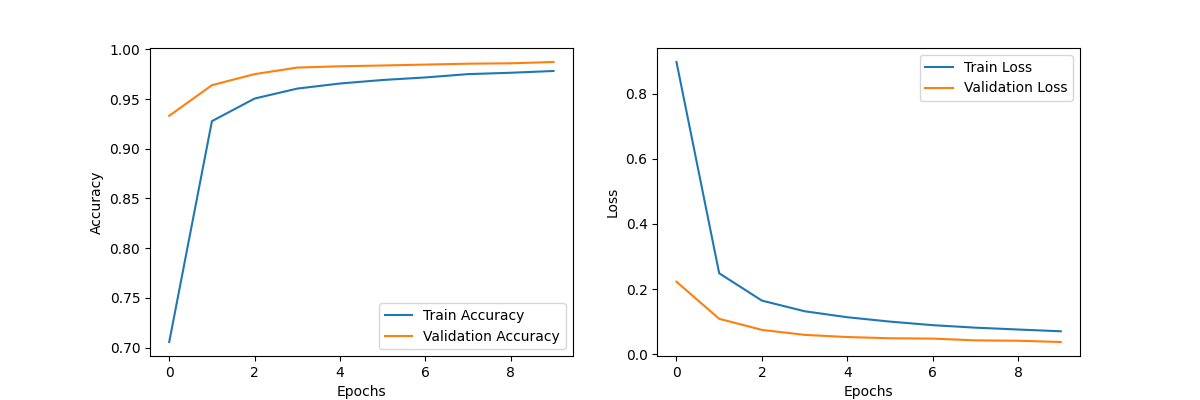 1.00
0.95
0.90
0.85
0.80
0.75
0.70
Accuracy
Train Accuracy
Validation Accuracy
0 2 4 6 8
Epochs
Train Loss
Validation Loss
0.8
0.6
0.4
0.2
0.0
Loss
0 2 4 6 8
Epochs